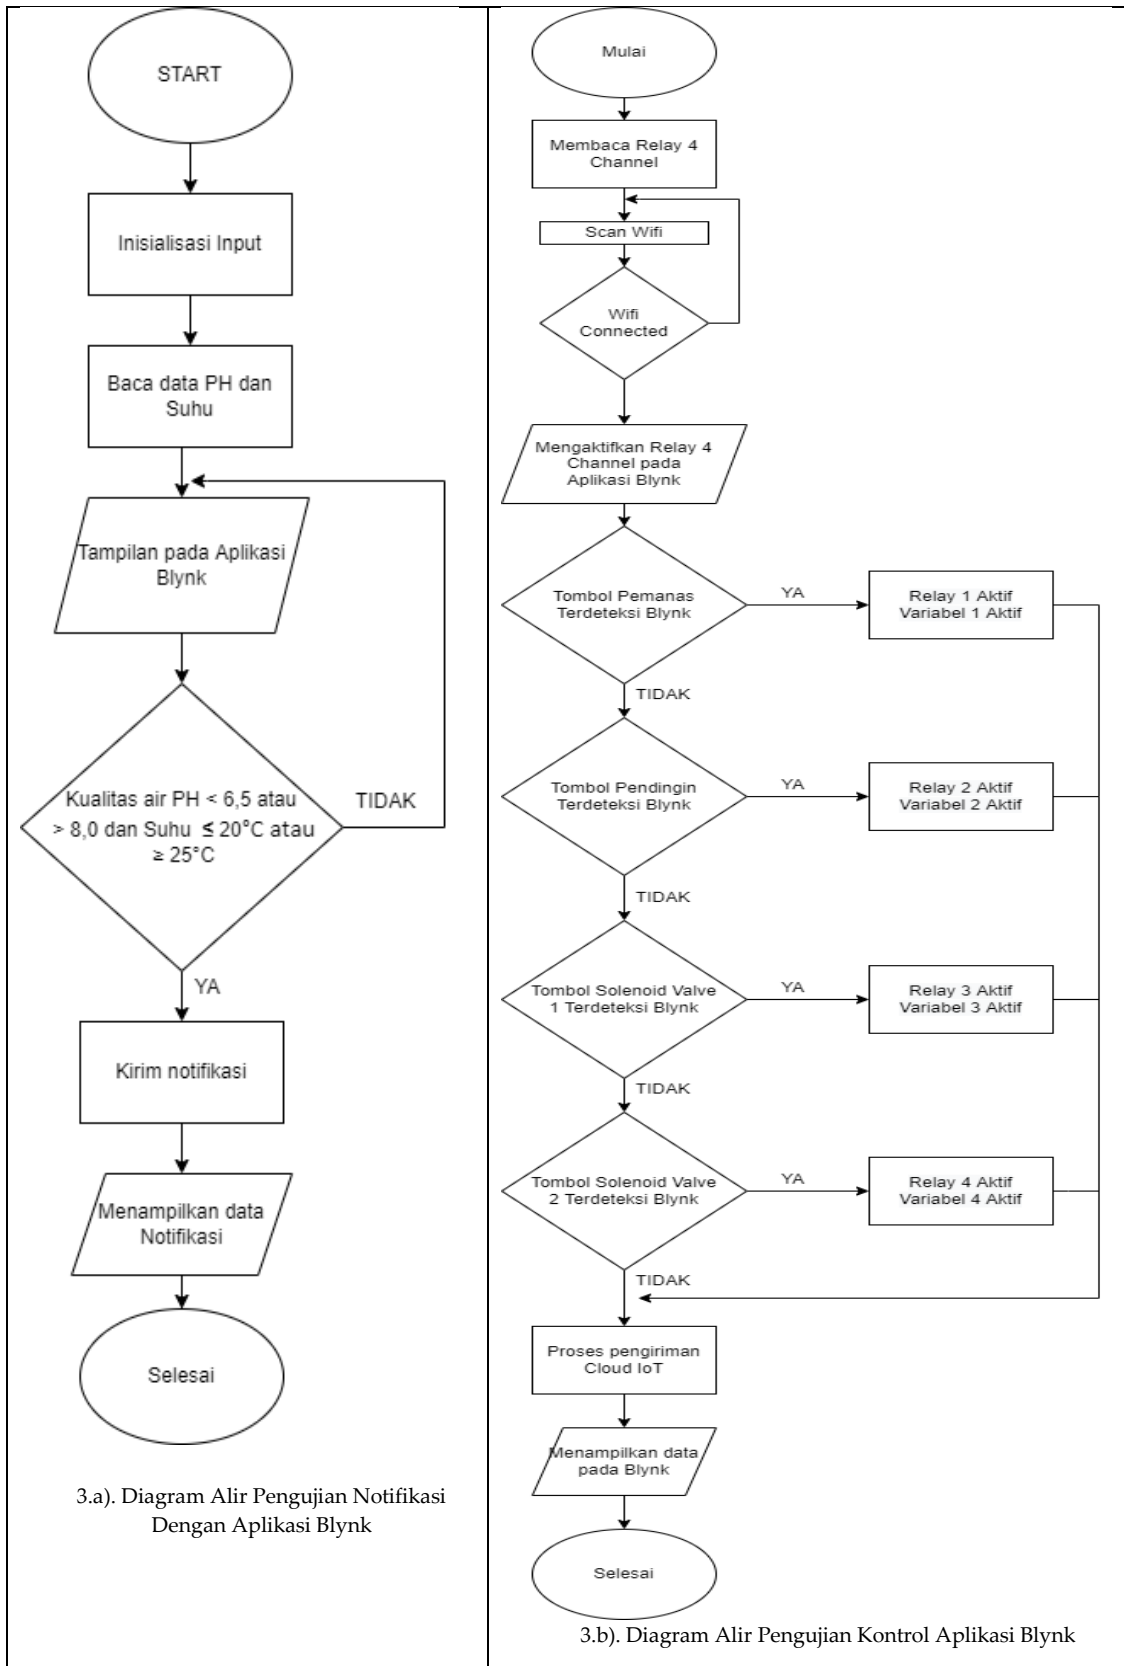 START
Inisialisasi Input
Baca data PH dan
Suhu
Tampilan pada Aplikasi
Blynk
Kualitas air PH < 6,5 atau
> 8,0 dan Suhu ≤ 20°C atau
≥ 25°C
TIDAK
YA
Kirim notifikasi
Menampilkan data
Notifikasi
Selesai
3.a). Diagram Alir Pengujian Notifikasi
Dengan Aplikasi Blynk
Mulai
Membaca Relay 4
Channel
Scan Wifi
Wifi
Connected
Mengaktifkan Relay 4
Channel pada
Aplikasi Blynk
Tombol Pemanas
Terdeteksi Blynk
YA
Relay 1 Aktif
Variabel 1 Aktif
TIDAK
Tombol Pendingin
Terdeteksi Blynk
YA
Relay 2 Aktif
Variabel 2 Aktif
TIDAK
Tombol Solenoid Valve
1 Terdeteksi Blynk
YA
Relay 3 Aktif
Variabel 3 Aktif
TIDAK
Tombol Solenoid Valve
2 Terdeteksi Blynk
YA
Relay 4 Aktif
Variabel 4 Aktif
TIDAK
Proses pengiriman
Cloud IoT
Menampilkan data
pada Blynk
Selesai
3.b). Diagram Alir Pengujian Kontrol Aplikasi Blynk